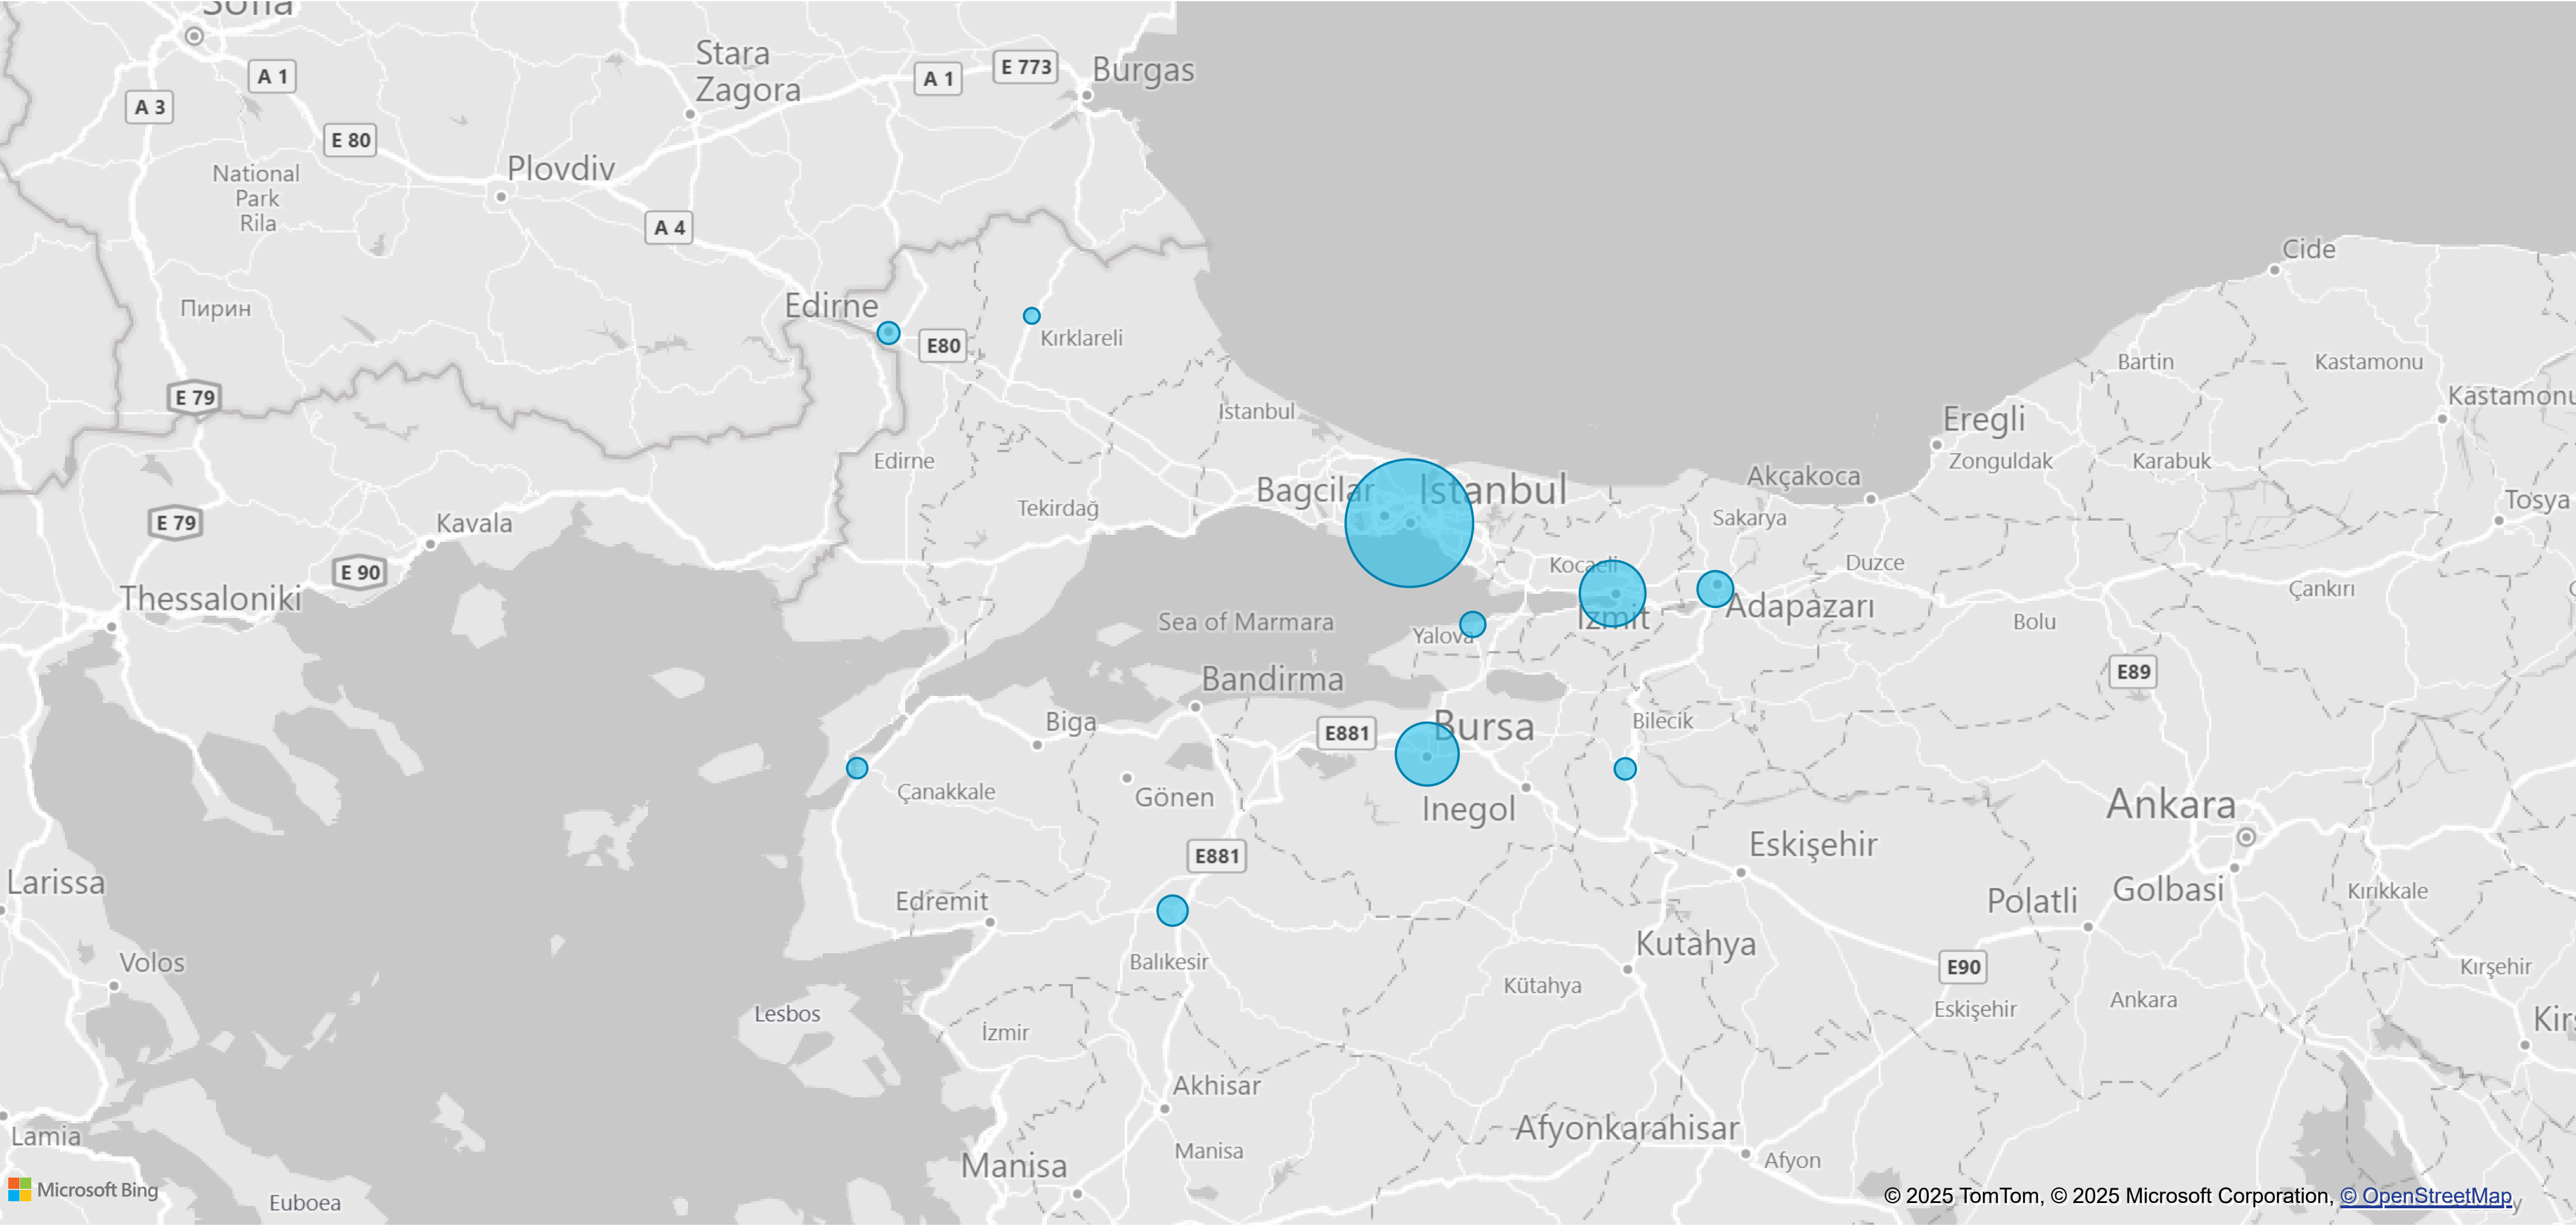 Sofia
Stara
Zagora
A 1
E 773
Burgas
A 1
A 3
E 80
Plovdiv
National
Park
Rila
A 4
Cide
Edirne
Пирин
Kırklareli
E80
Bartin
Kastamonu
E 79
Kastamonu
Istanbul
Eregli
Edirne
Zonguldak
Karabuk
Bagcilar
Istanbul
Akçakoca
Tekirdağ
Sakarya
Tosya
E 79
Kavala
E 90
Kocaeli
Duzce
Çankırı
Thessaloniki
Izmit
Adapazarı
Sea of Marmara
Yalova
Bolu
E89
Bandirma
Biga
E881
Bursa
Bilecik
Çanakkale
Gönen
Inegol
Ankara
Eskişehir
E881
Larissa
Edremit
Polatli
Golbasi
Kırıkkale
Kutahya
Volos
Balıkesir
E90
Kırşehir
Kütahya
Ankara
Lesbos
Eskişehir
İzmir
Kır
Akhisar
Lamia
Afyonkarahisar
Manisa
Manisa
Afyon
Microsoft Bing
Euboea
© 2025 TomTom, © 2025 Microsoft Corporation, © OpenStreetMap